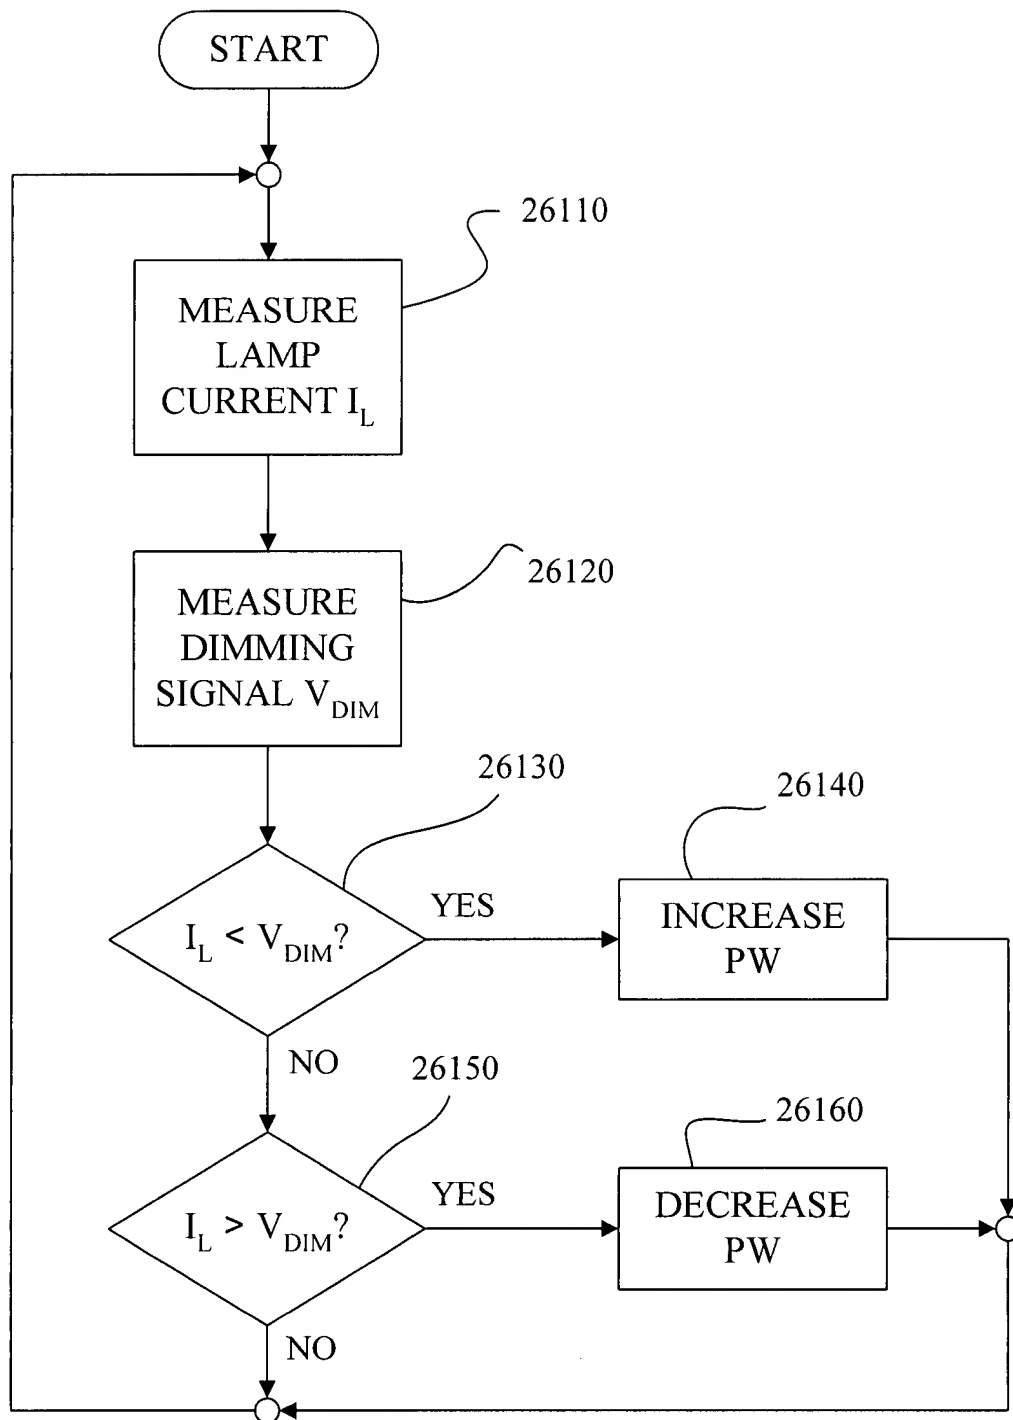 START
26110
MEASURE
LAMP
CURRENT I_L
26120
MEASURE
DIMMING
SIGNAL V_DIM
26130
26140
I_L < V_DIM?
YES
INCREASE
PW
NO
26150
26160
I_L > V_DIM?
YES
DECREASE
PW
NO